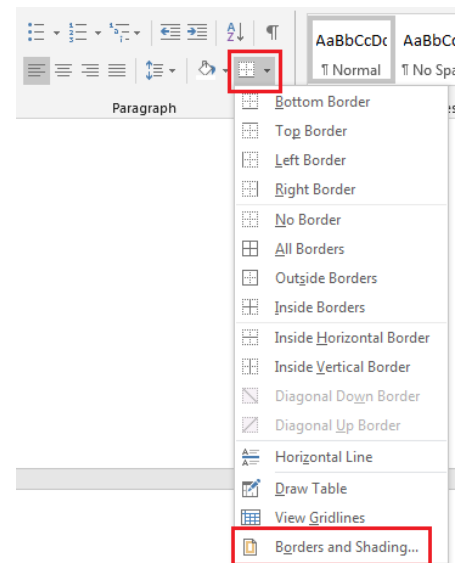 AaBbCcDc AaBbCc
¶ Normal ¶ No Spa
Paragraph
Bottom Border
Top Border
Left Border
Right Border
No Border
All Borders
Outside Borders
Inside Borders
Inside Horizontal Border
Inside Vertical Border
Diagonal Down Border
Diagonal Up Border
Horizontal Line
Draw Table
View Gridlines
Borders and Shading...